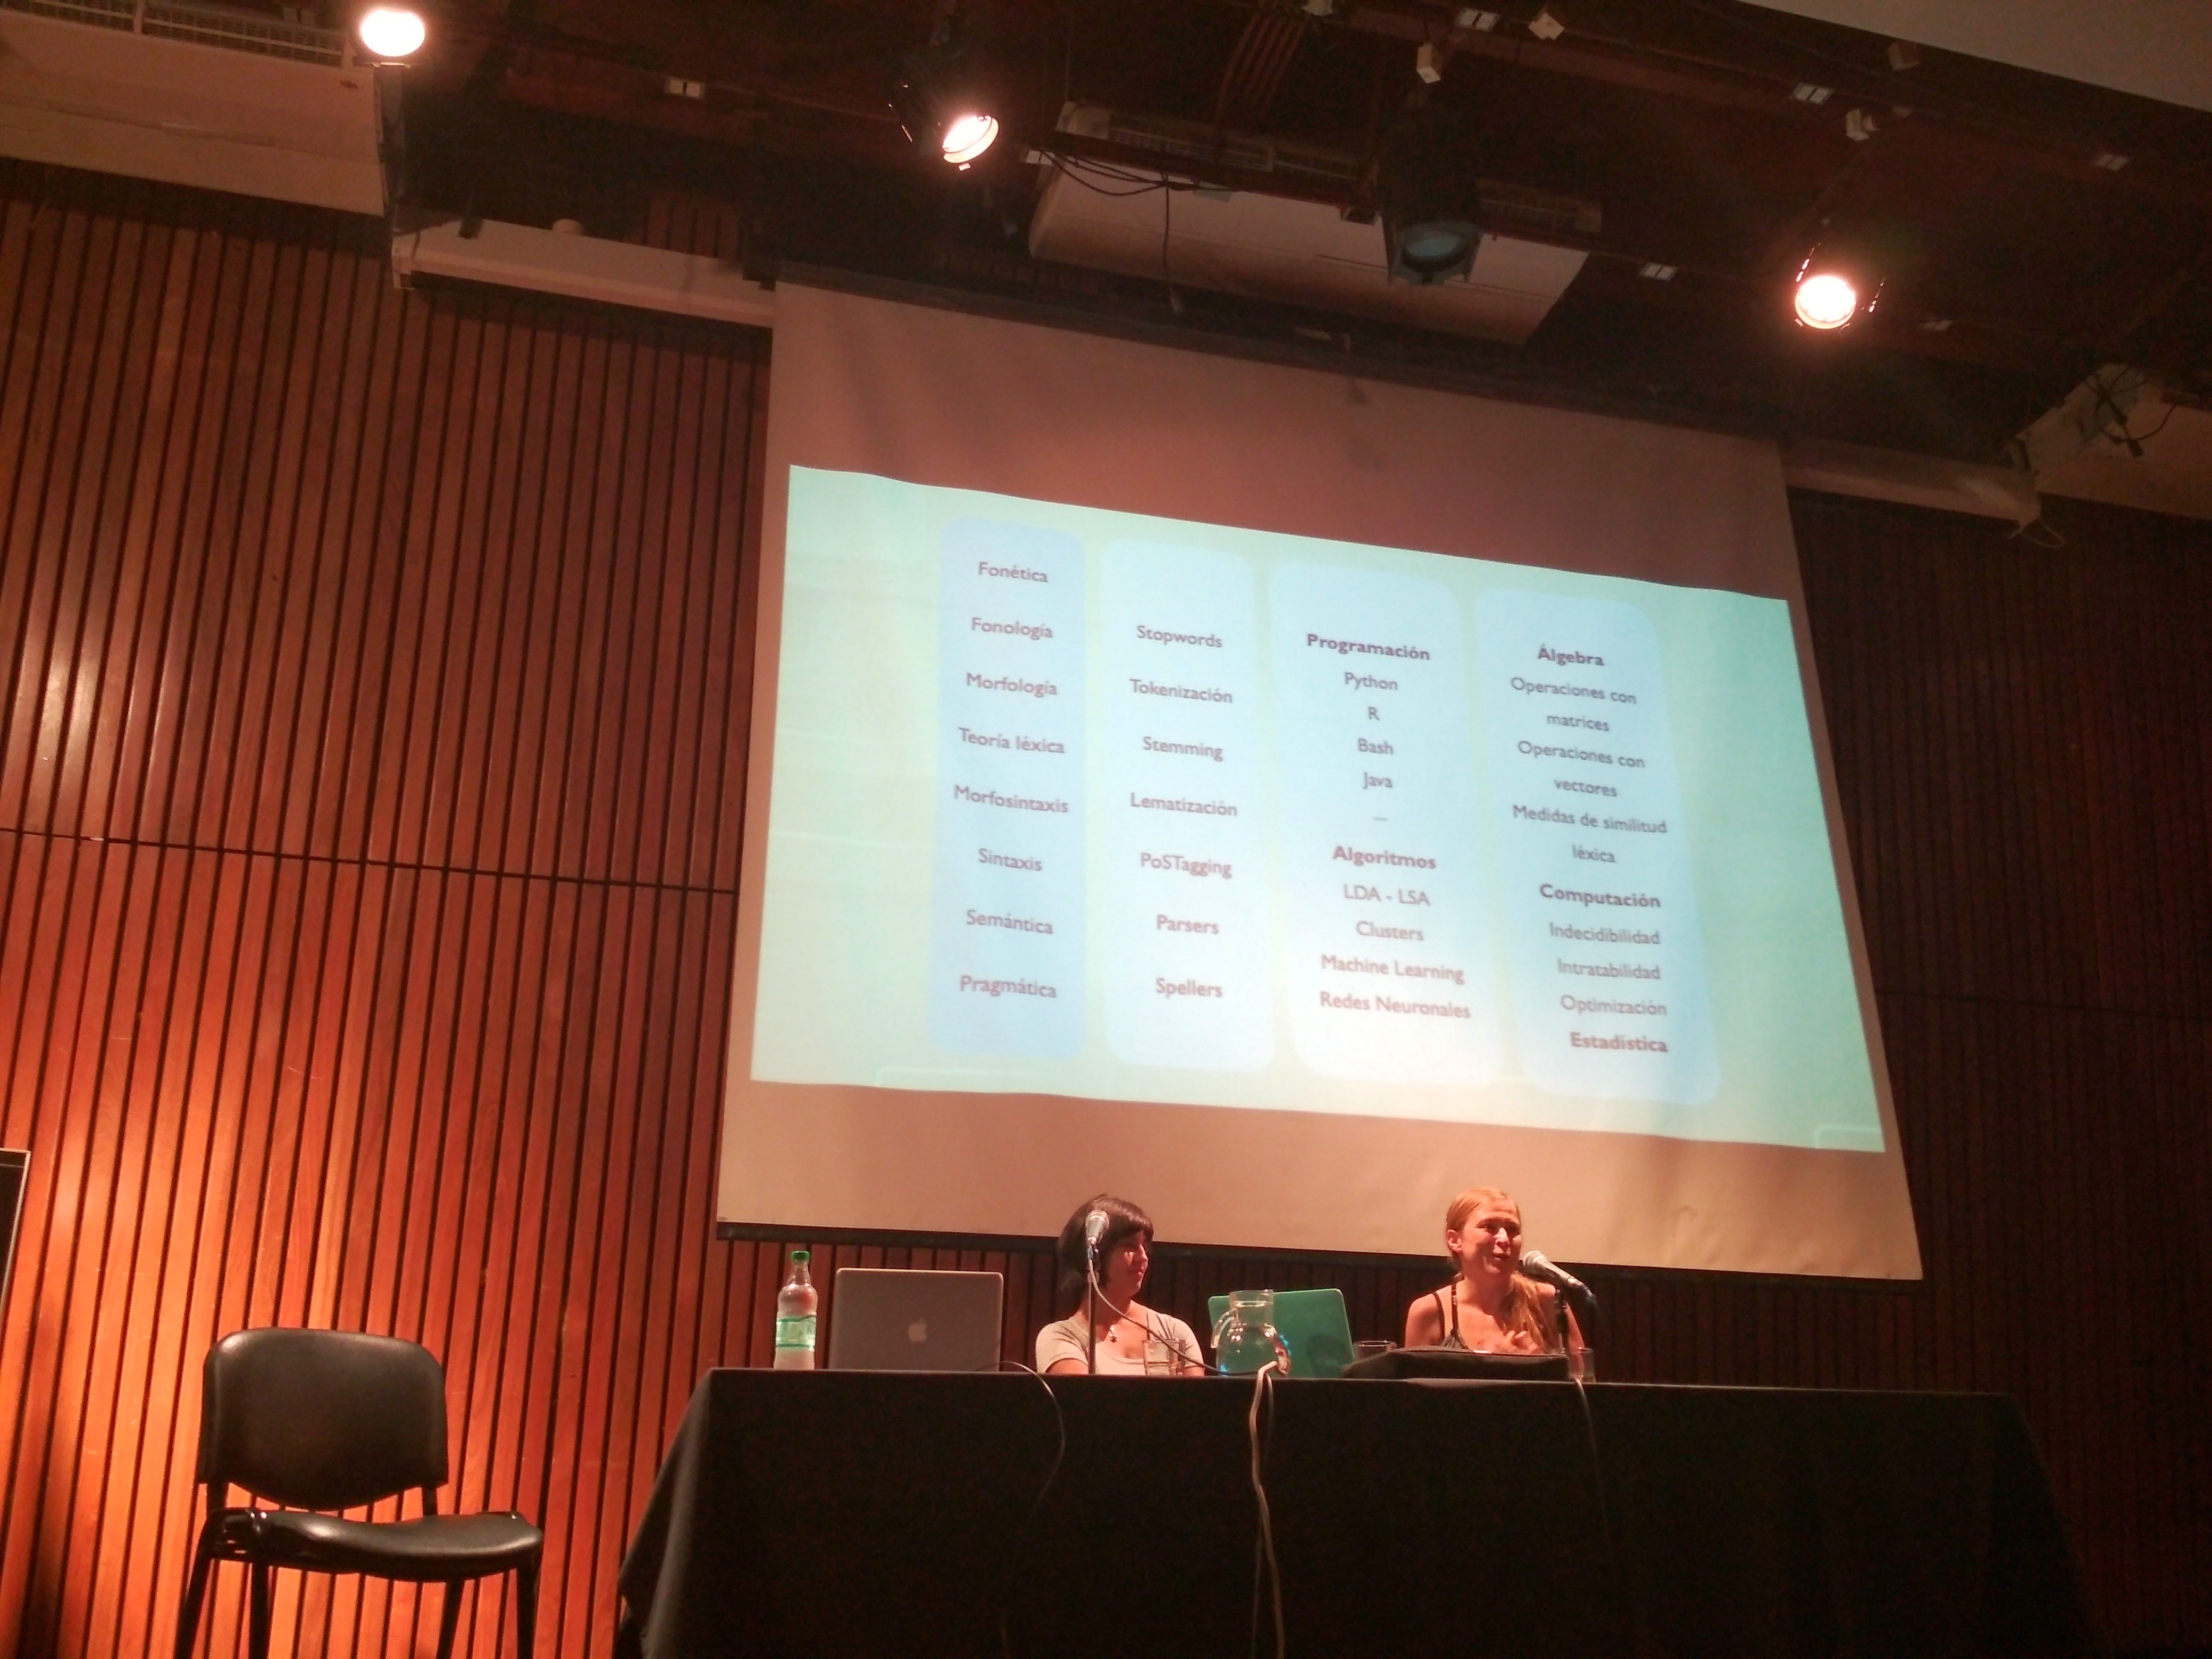 Fonética
Fonología
Morfología
Teoría léxica
Morfosintaxis
Sintaxis
Semántica
Pragmática
Stopwords
Tokenización
Stemming
Lematización
PoSTagging
Parsers
Spellers
Programación
Python
R
Bash
Java
...
Algoritmos
LDA - LSA
Clusters
Machine Learning
Redes Neuronales
Álgebra
Operaciones con
matrices
Operaciones con
vectores
Medidas de similitud
léxica
Computación
Indecidibilidad
Intratabilidad
Optimización
Estadística